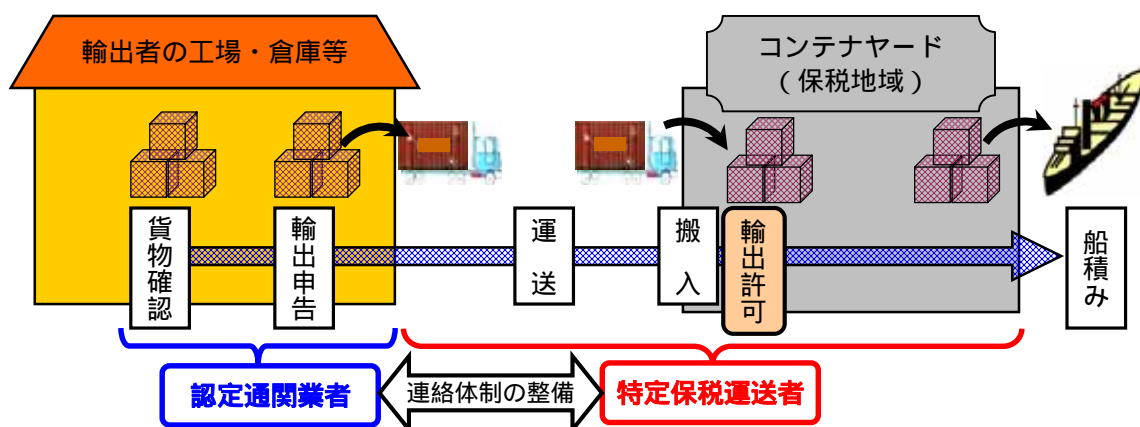 輸出者の工場・倉庫等
コンテナヤード
(保税地域)
貨物確認
輸出申告
運送
搬入
輸出許可
船積み
認定通関業者
連絡体制の整備
特定保税運送者